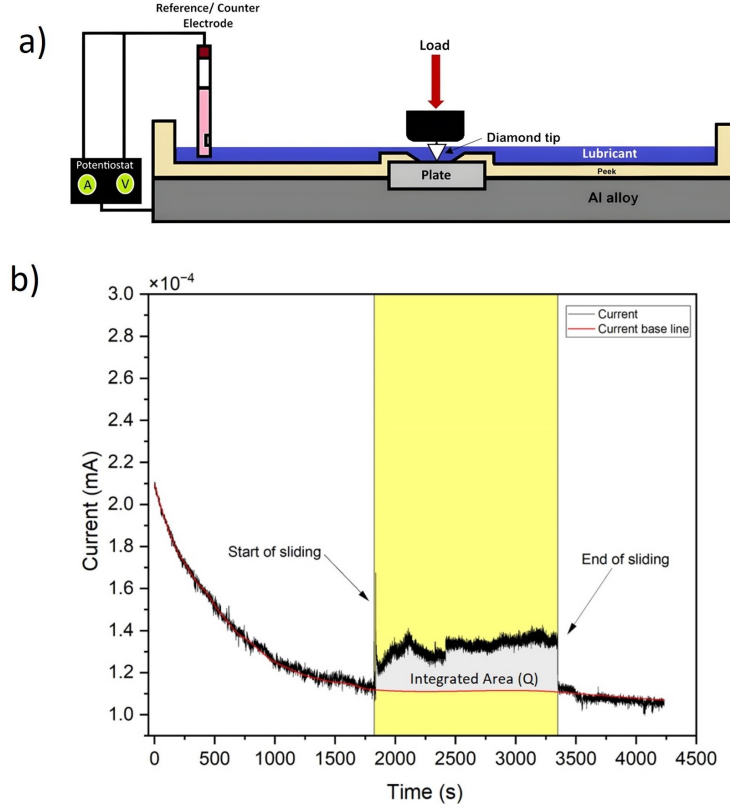 a)
Reference/ Counter
Electrode
Load
Diamond tip
Potentiostat
A V
Lubricant
Peek
Plate
Al alloy
b)
×10⁻⁴
3.0
2.8
2.6
2.4
2.2
2.0
1.8
1.6
1.4
1.2
1.0
Current (mA)
Current
Current base line
Start of sliding
End of sliding
Integrated Area (Q)
0 500 1000 1500 2000 2500 3000 3500 4000 4500
Time (s)